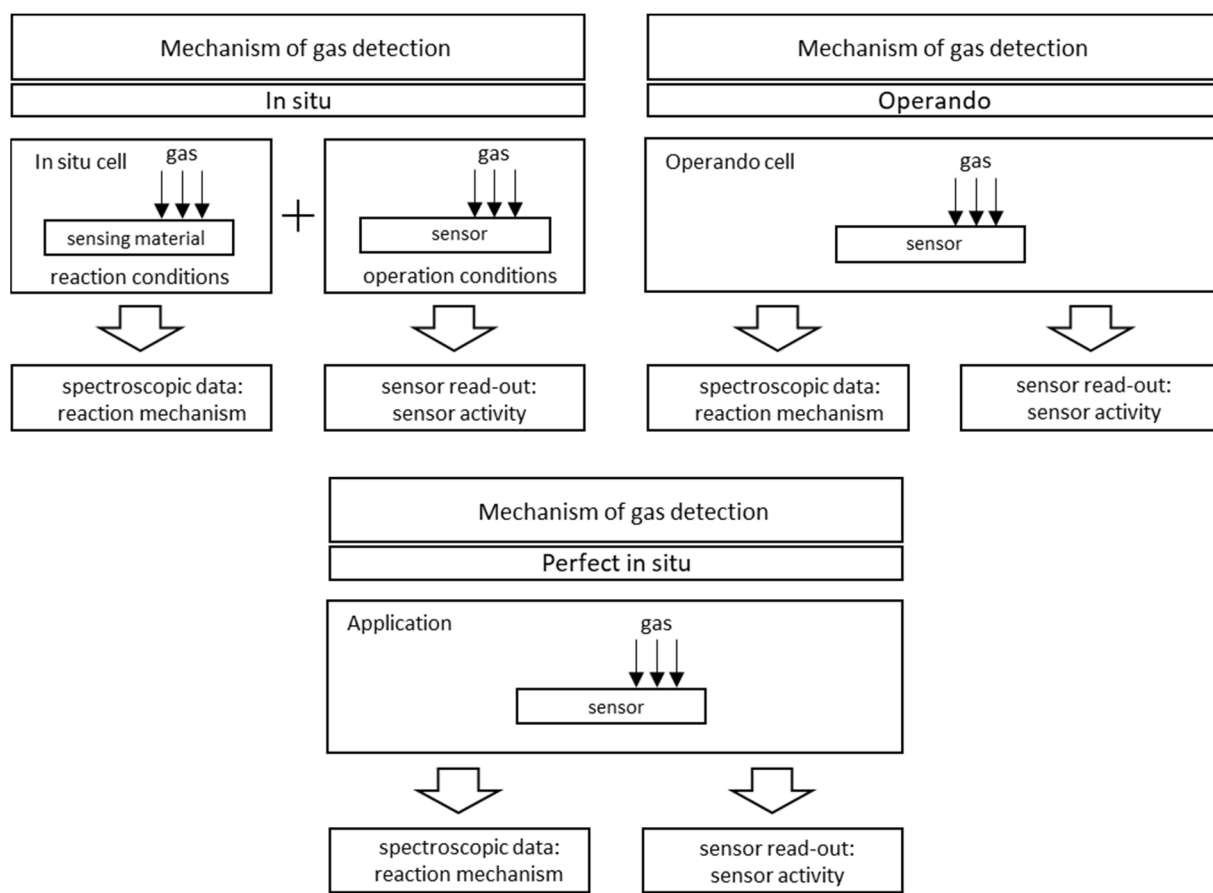 Mechanism of gas detection
In situ
In situ cell
gas
sensing material
reaction conditions
+
gas
sensor
operation conditions
spectroscopic data:
reaction mechanism
sensor read-out:
sensor activity
Mechanism of gas detection
Operando
Operando cell
gas
sensor
spectroscopic data:
reaction mechanism
sensor read-out:
sensor activity
Mechanism of gas detection
Perfect in situ
Application
gas
sensor
spectroscopic data:
reaction mechanism
sensor read-out:
sensor activity